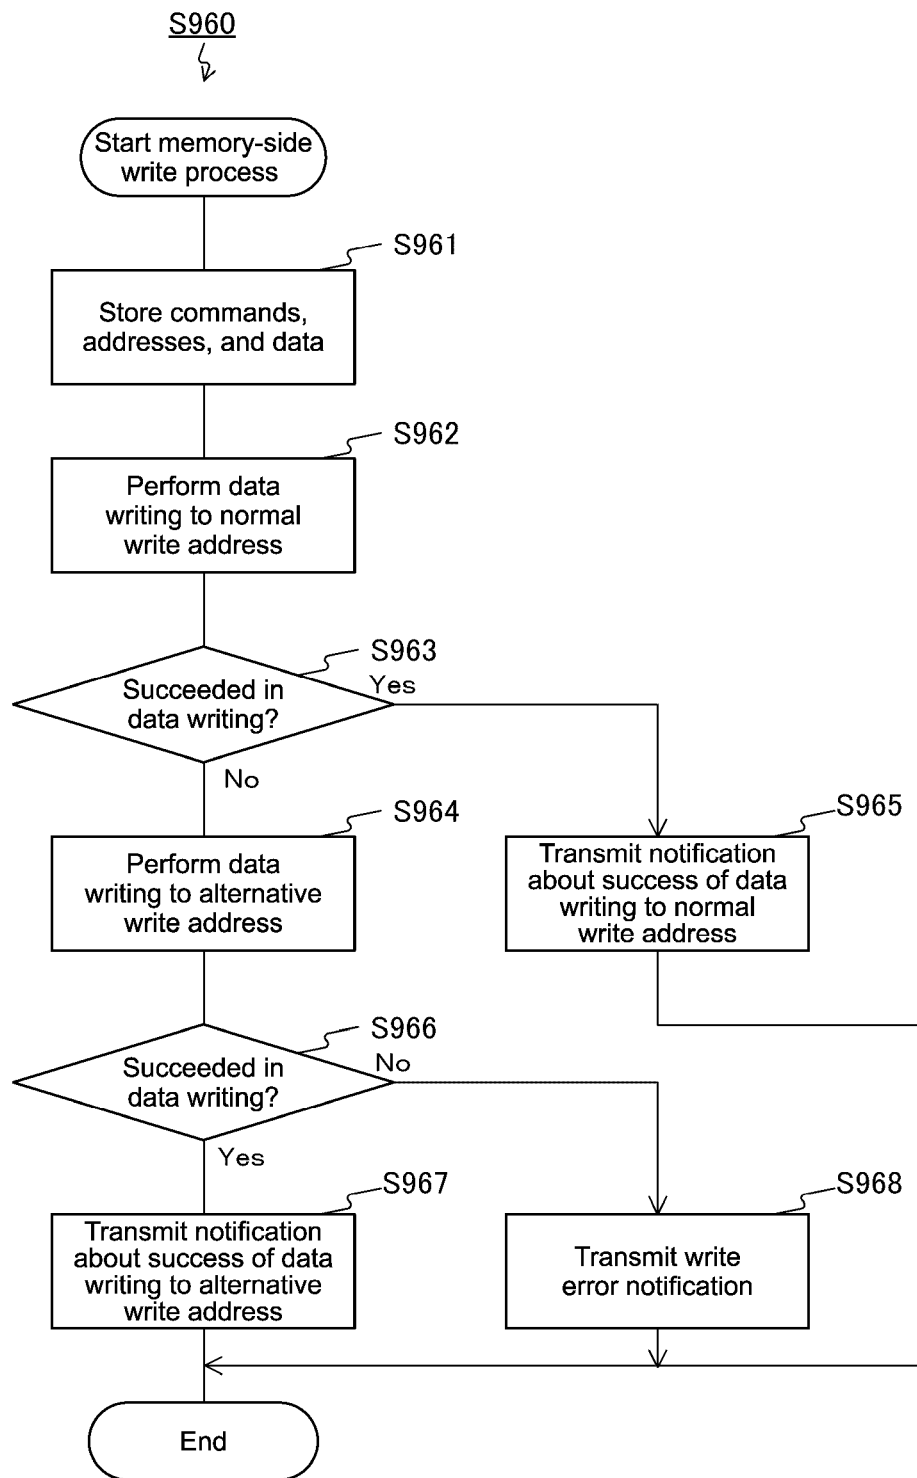 S960
Start memory-side
write process
S961
Store commands,
addresses, and data
S962
Perform data
writing to normal
write address
S963
Succeeded in
data writing?
Yes
No
S964
Perform data
writing to alternative
write address
S965
Transmit notification
about success of data
writing to normal
write address
S966
Succeeded in
data writing?
No
Yes
S967
Transmit notification
about success of data
writing to alternative
write address
S968
Transmit write
error notification
End